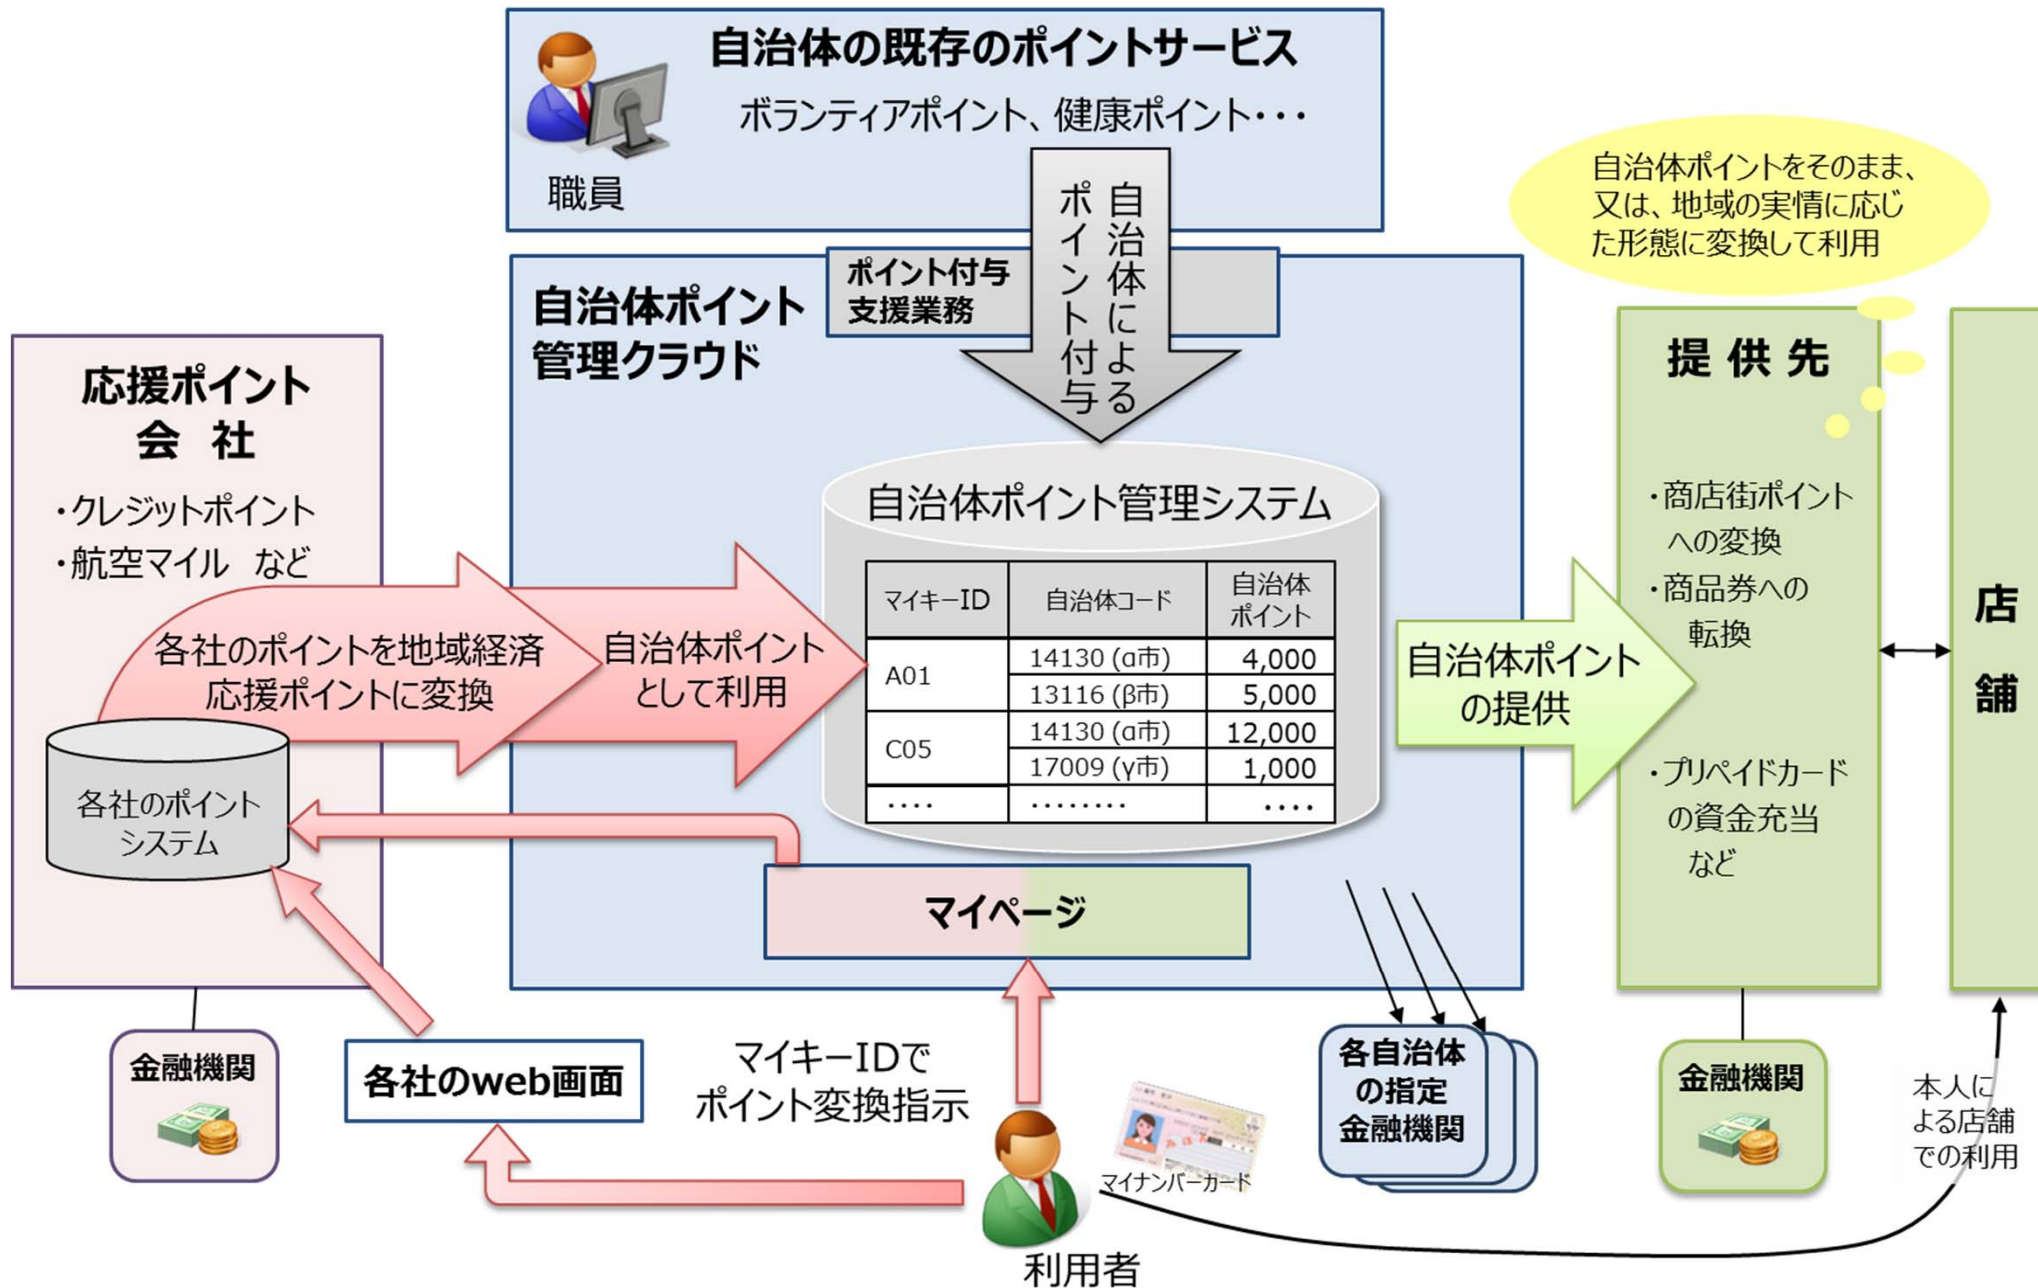 自治体の既存のポイントサービス
ボランティアポイント、健康ポイント・・・
職員
自治体による
ポイント付与
自治体ポイントをそのまま、
又は、地域の実情に応じ
た形態に変換して利用
自治体ポイント
管理クラウド
ポイント付与
支援業務
応援ポイント
会 社
・クレジットポイント
・航空マイル など
各社のポイントを地域経済
応援ポイントに変換
自治体ポイント
として利用
各社のポイント
システム
自治体ポイント管理システム
マイキーID 自治体コード 自治体
ポイント
A01 14130 (α市) 4,000
13116 (β市) 5,000
C05 14130 (α市) 12,000
17009 (γ市) 1,000
・・・・ ・・・・・・・・ ・・・・
自治体ポイント
の提供
提 供 先
・商店街ポイント
への変換
・商品券への
転換
・プリペイドカード
の資金充当
など
店
舗
マイページ
金融機関
各社のweb画面
マイキーIDで
ポイント変換指示
マイナンバーカード
利用者
各自治体
の指定
金融機関
金融機関
本人に
よる店舗
での利用